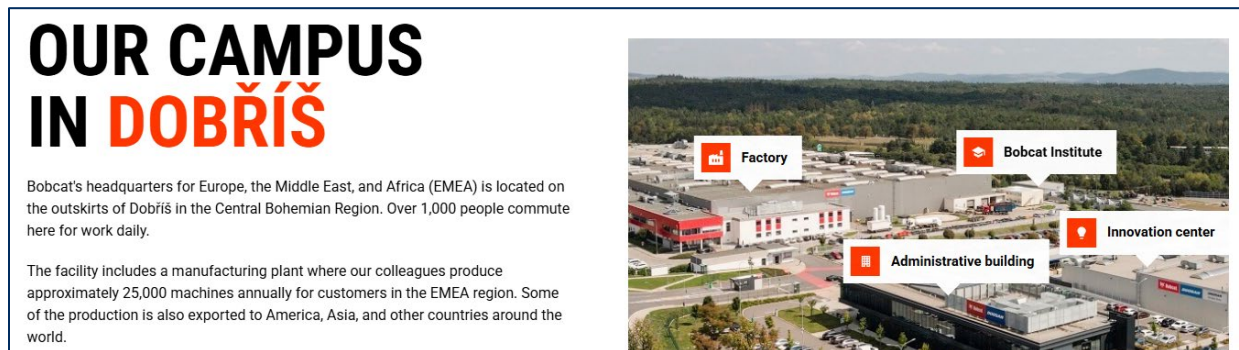 OUR CAMPUS
IN DOBŘÍŠ
Bobcat's headquarters for Europe, the Middle East, and Africa (EMEA) is located on
the outskirts of Dobříš in the Central Bohemian Region. Over 1,000 people commute
here for work daily.
The facility includes a manufacturing plant where our colleagues produce
approximately 25,000 machines annually for customers in the EMEA region. Some
of the production is also exported to America, Asia, and other countries around the
world.
Factory
Bobcat Institute
Innovation center
Administrative building